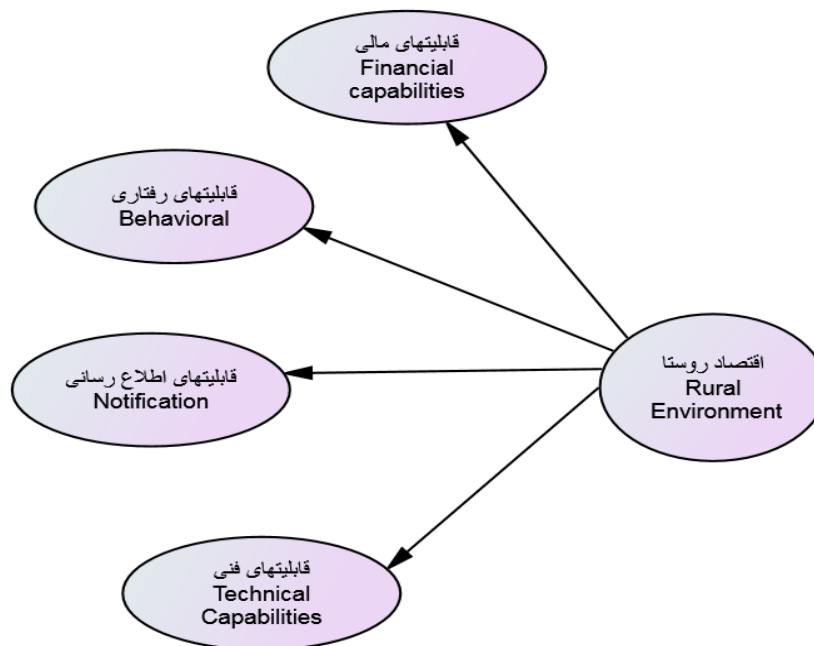 قابلیتهای مالی
Financial
capabilities
قابلیتهای رفتاری
Behavioral
قابلیتهای اطلاع رسانی
Notification
اقتصاد روستا
Rural
Environment
قابلیتهای فنی
Technical
Capabilities